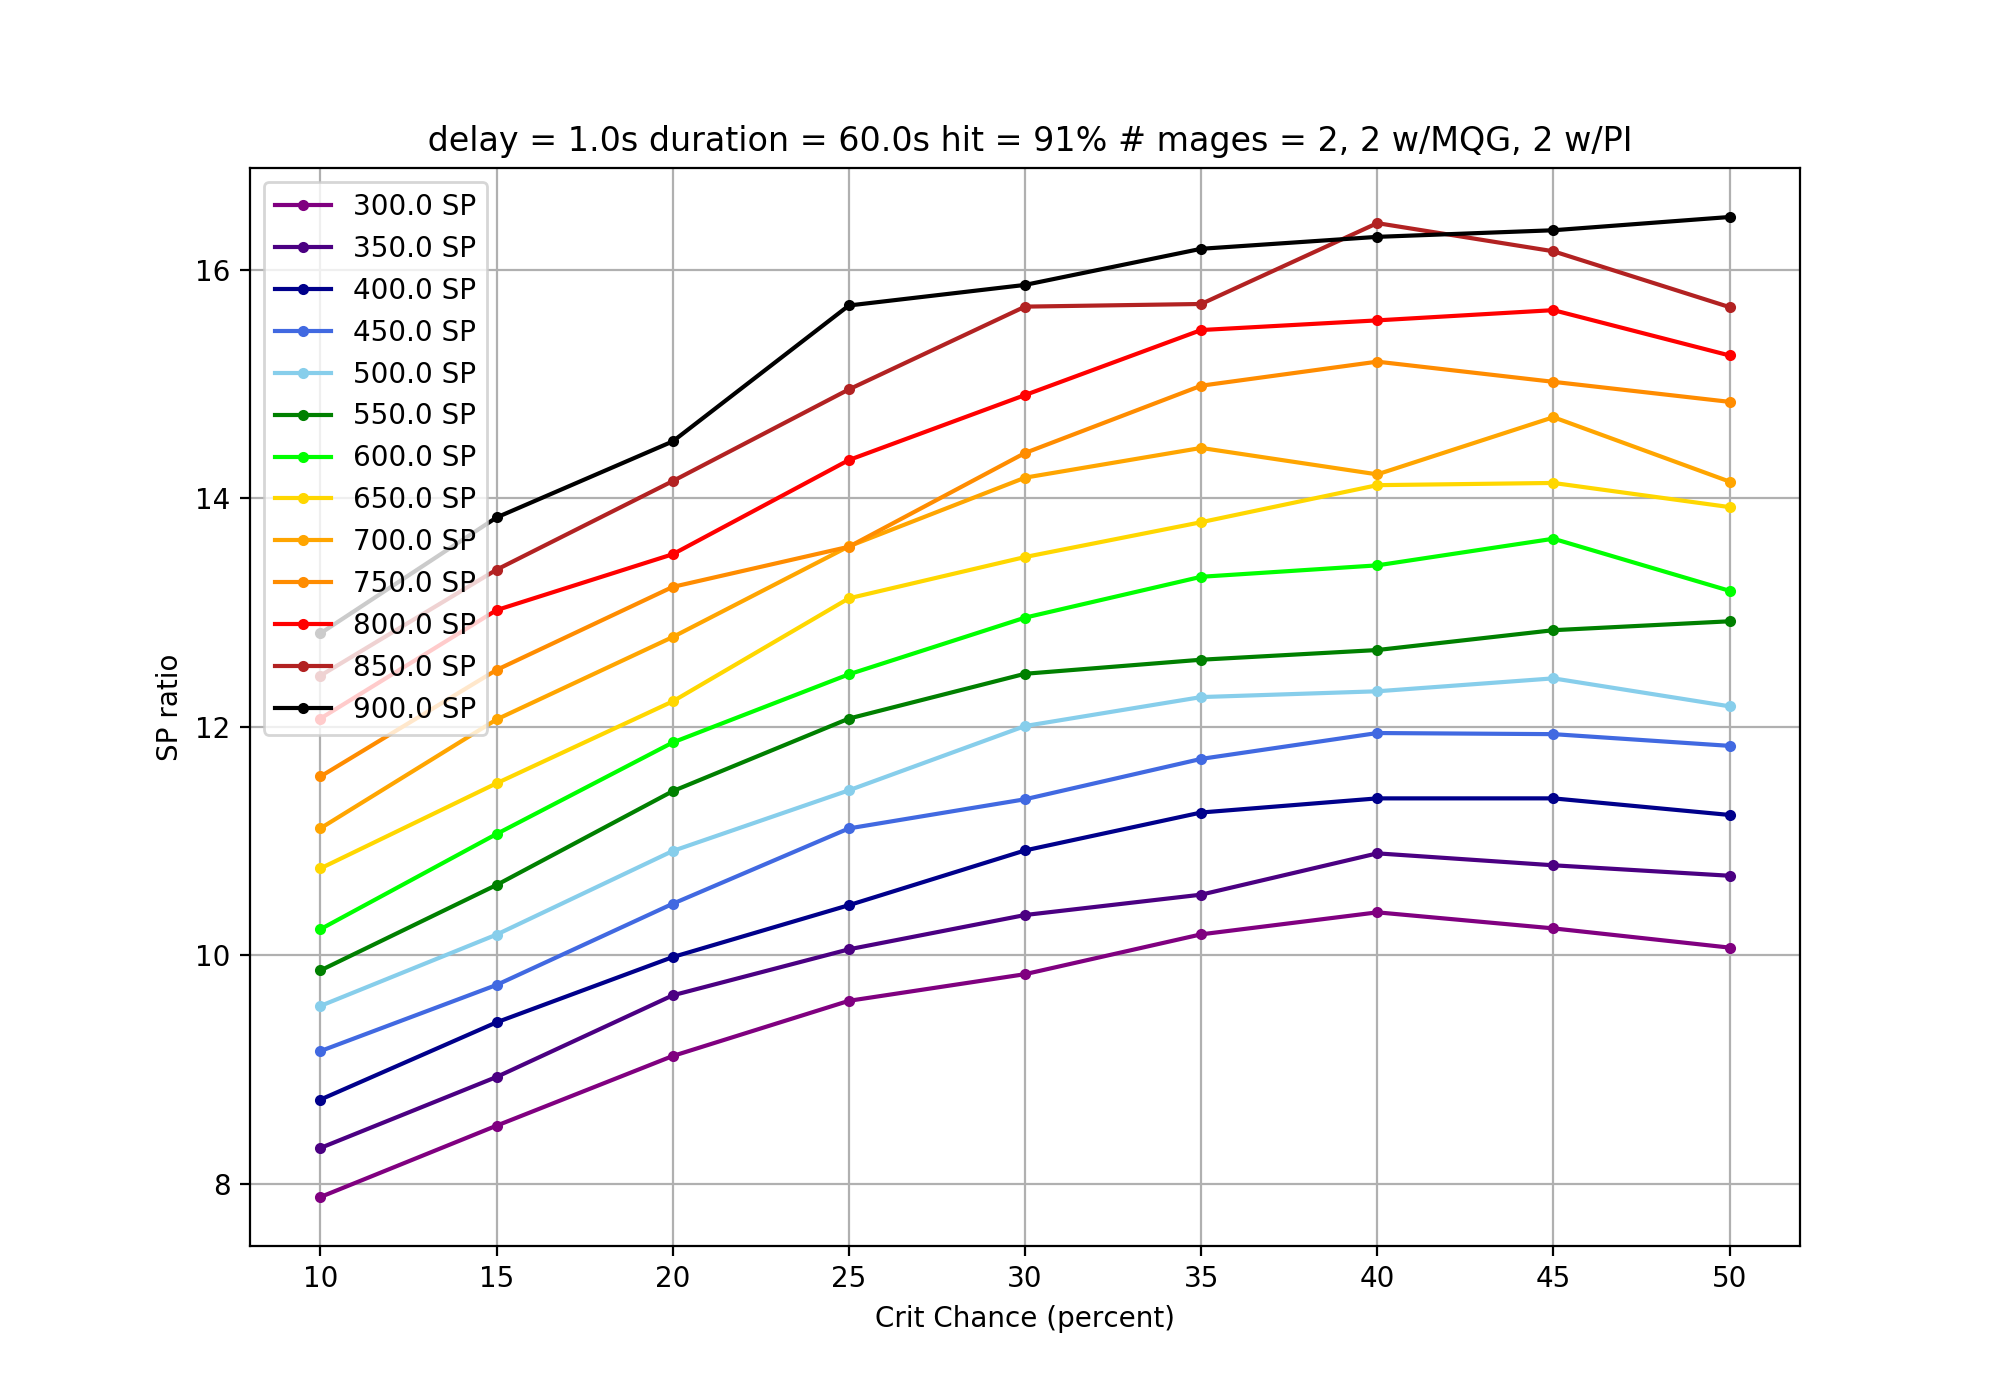 delay = 1.0s duration = 60.0s hit = 91% # mages = 2, 2 w/MQG, 2 w/PI
300.0 SP
350.0 SP
400.0 SP
450.0 SP
500.0 SP
550.0 SP
600.0 SP
650.0 SP
700.0 SP
750.0 SP
800.0 SP
850.0 SP
900.0 SP
SP ratio
16
14
12
10
8
10 15 20 25 30 35 40 45 50
Crit Chance (percent)